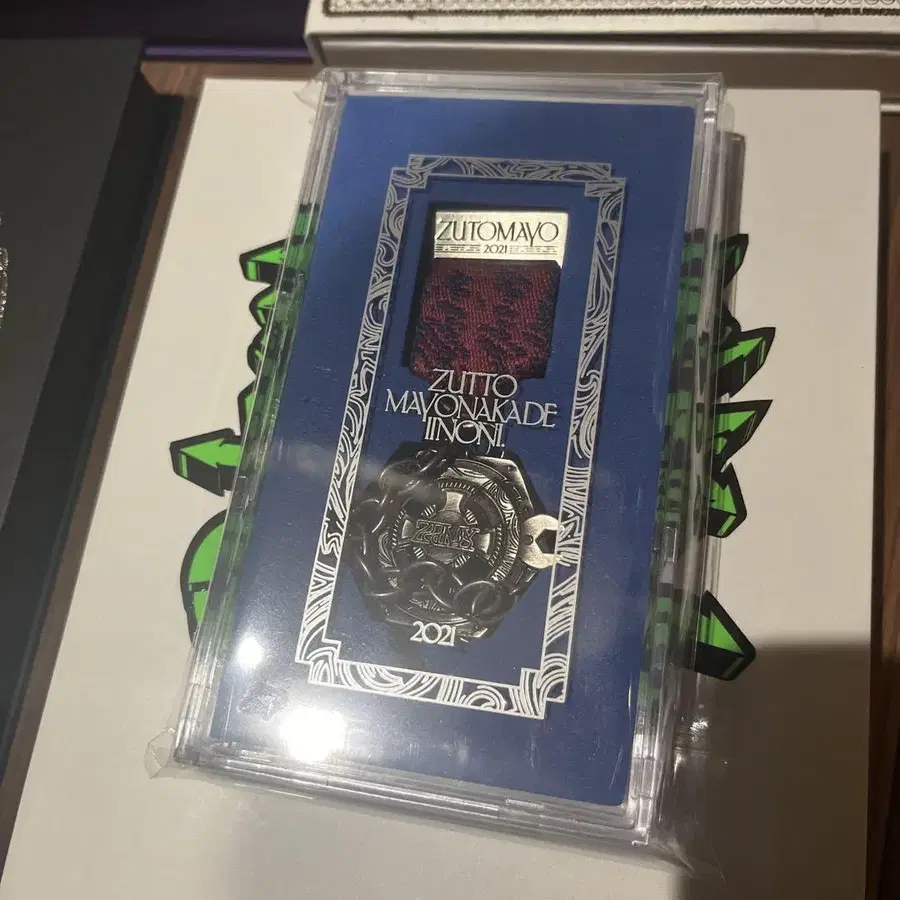 ZUTOMAYO
2021
ZUTTO
MAYONAKADE
IINONI.
2021